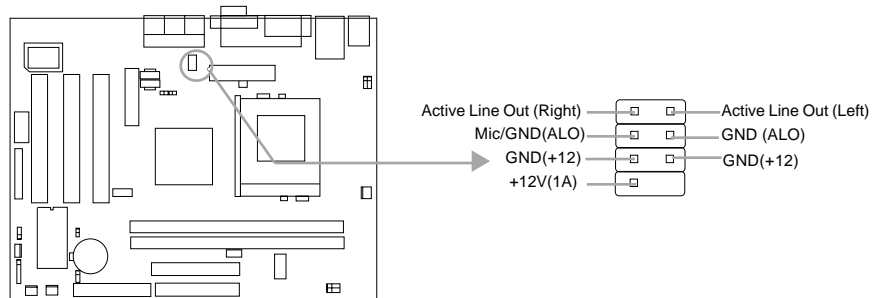 Active Line Out (Right)
Active Line Out (Left)
Mic/GND(ALO)
GND (ALO)
GND(+12)
GND(+12)
+12V(1A)